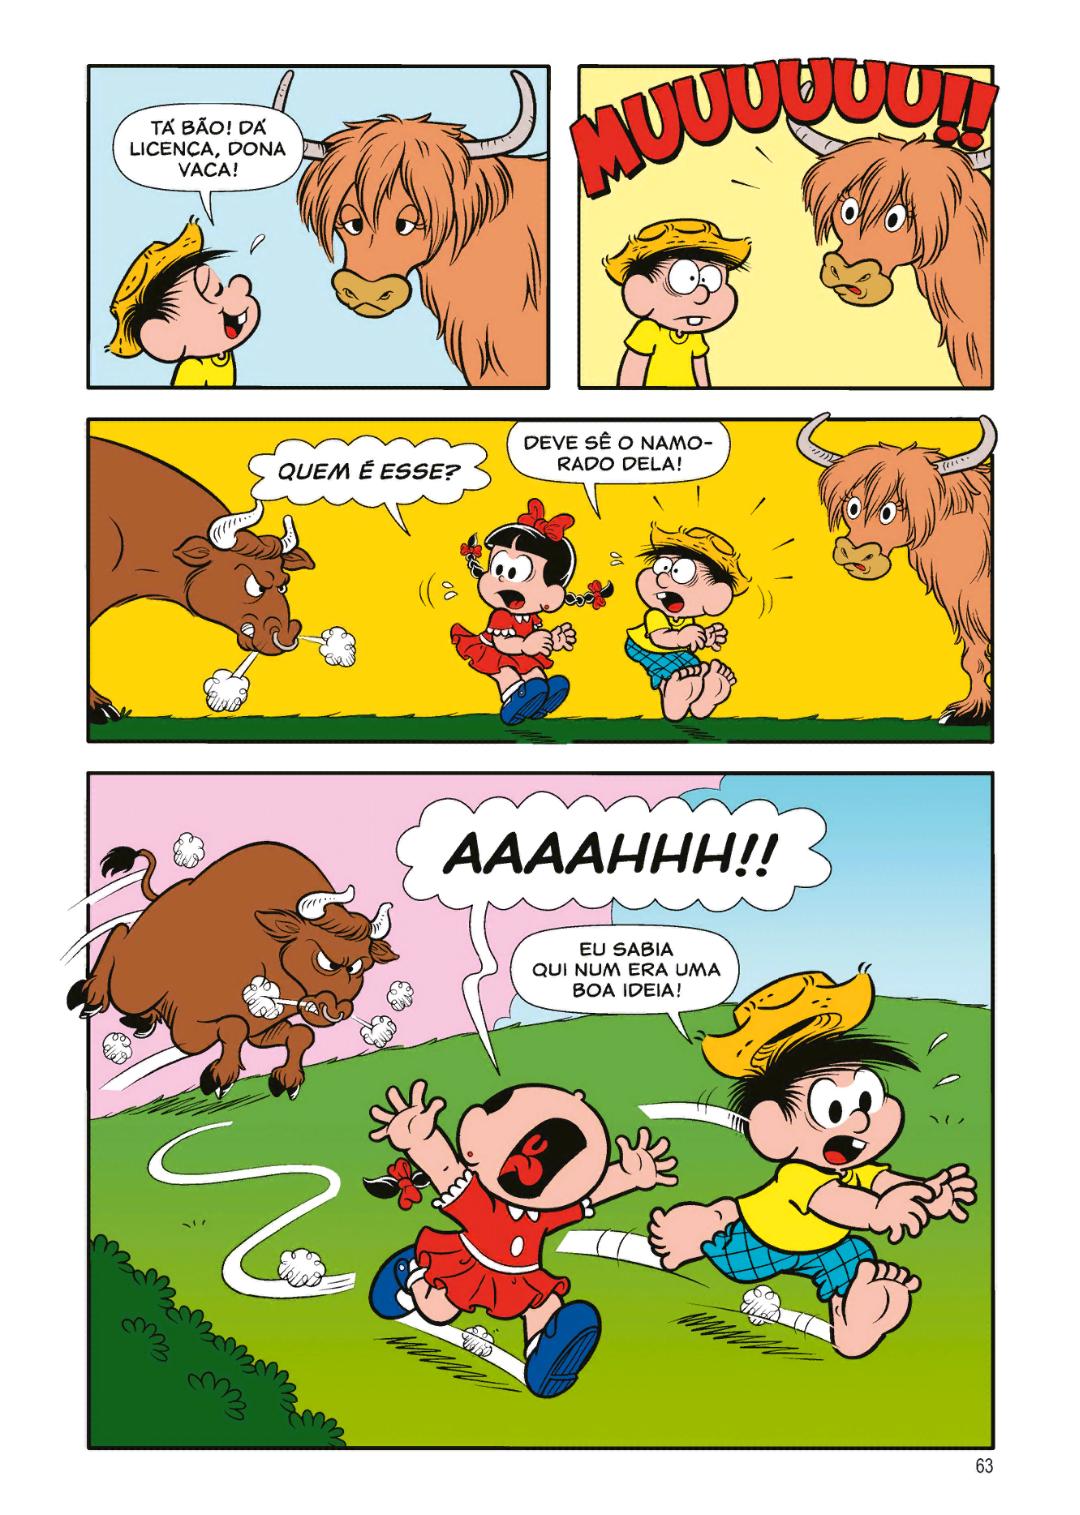 TÁ BÃO! DÁ
LICENÇA, DONA
VACA!
MUUUUUUU!!
QUEM É ESSE?
DEVE SÊ O NAMO-
RADO DELA!
AAAAHHH!!
EU SABIA
QUI NUM ERA UMA
BOA IDEIA!
63